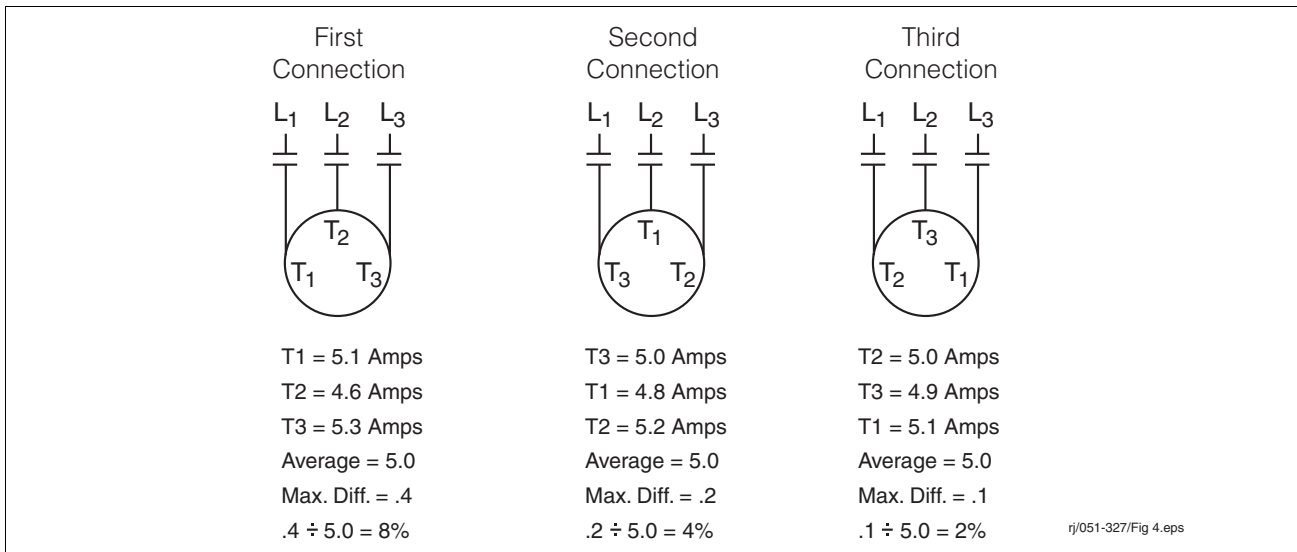 First Connection
L1 L2 L3
T2
T1 T3
T1 = 5.1 Amps
T2 = 4.6 Amps
T3 = 5.3 Amps
Average = 5.0
Max. Diff. = .4
.4 ÷ 5.0 = 8%
Second Connection
L1 L2 L3
T1
T3 T2
T3 = 5.0 Amps
T1 = 4.8 Amps
T2 = 5.2 Amps
Average = 5.0
Max. Diff. = .2
.2 ÷ 5.0 = 4%
Third Connection
L1 L2 L3
T3
T2 T1
T2 = 5.0 Amps
T3 = 4.9 Amps
T1 = 5.1 Amps
Average = 5.0
Max. Diff. = .1
.1 ÷ 5.0 = 2%
rj/051-327/Fig 4.eps